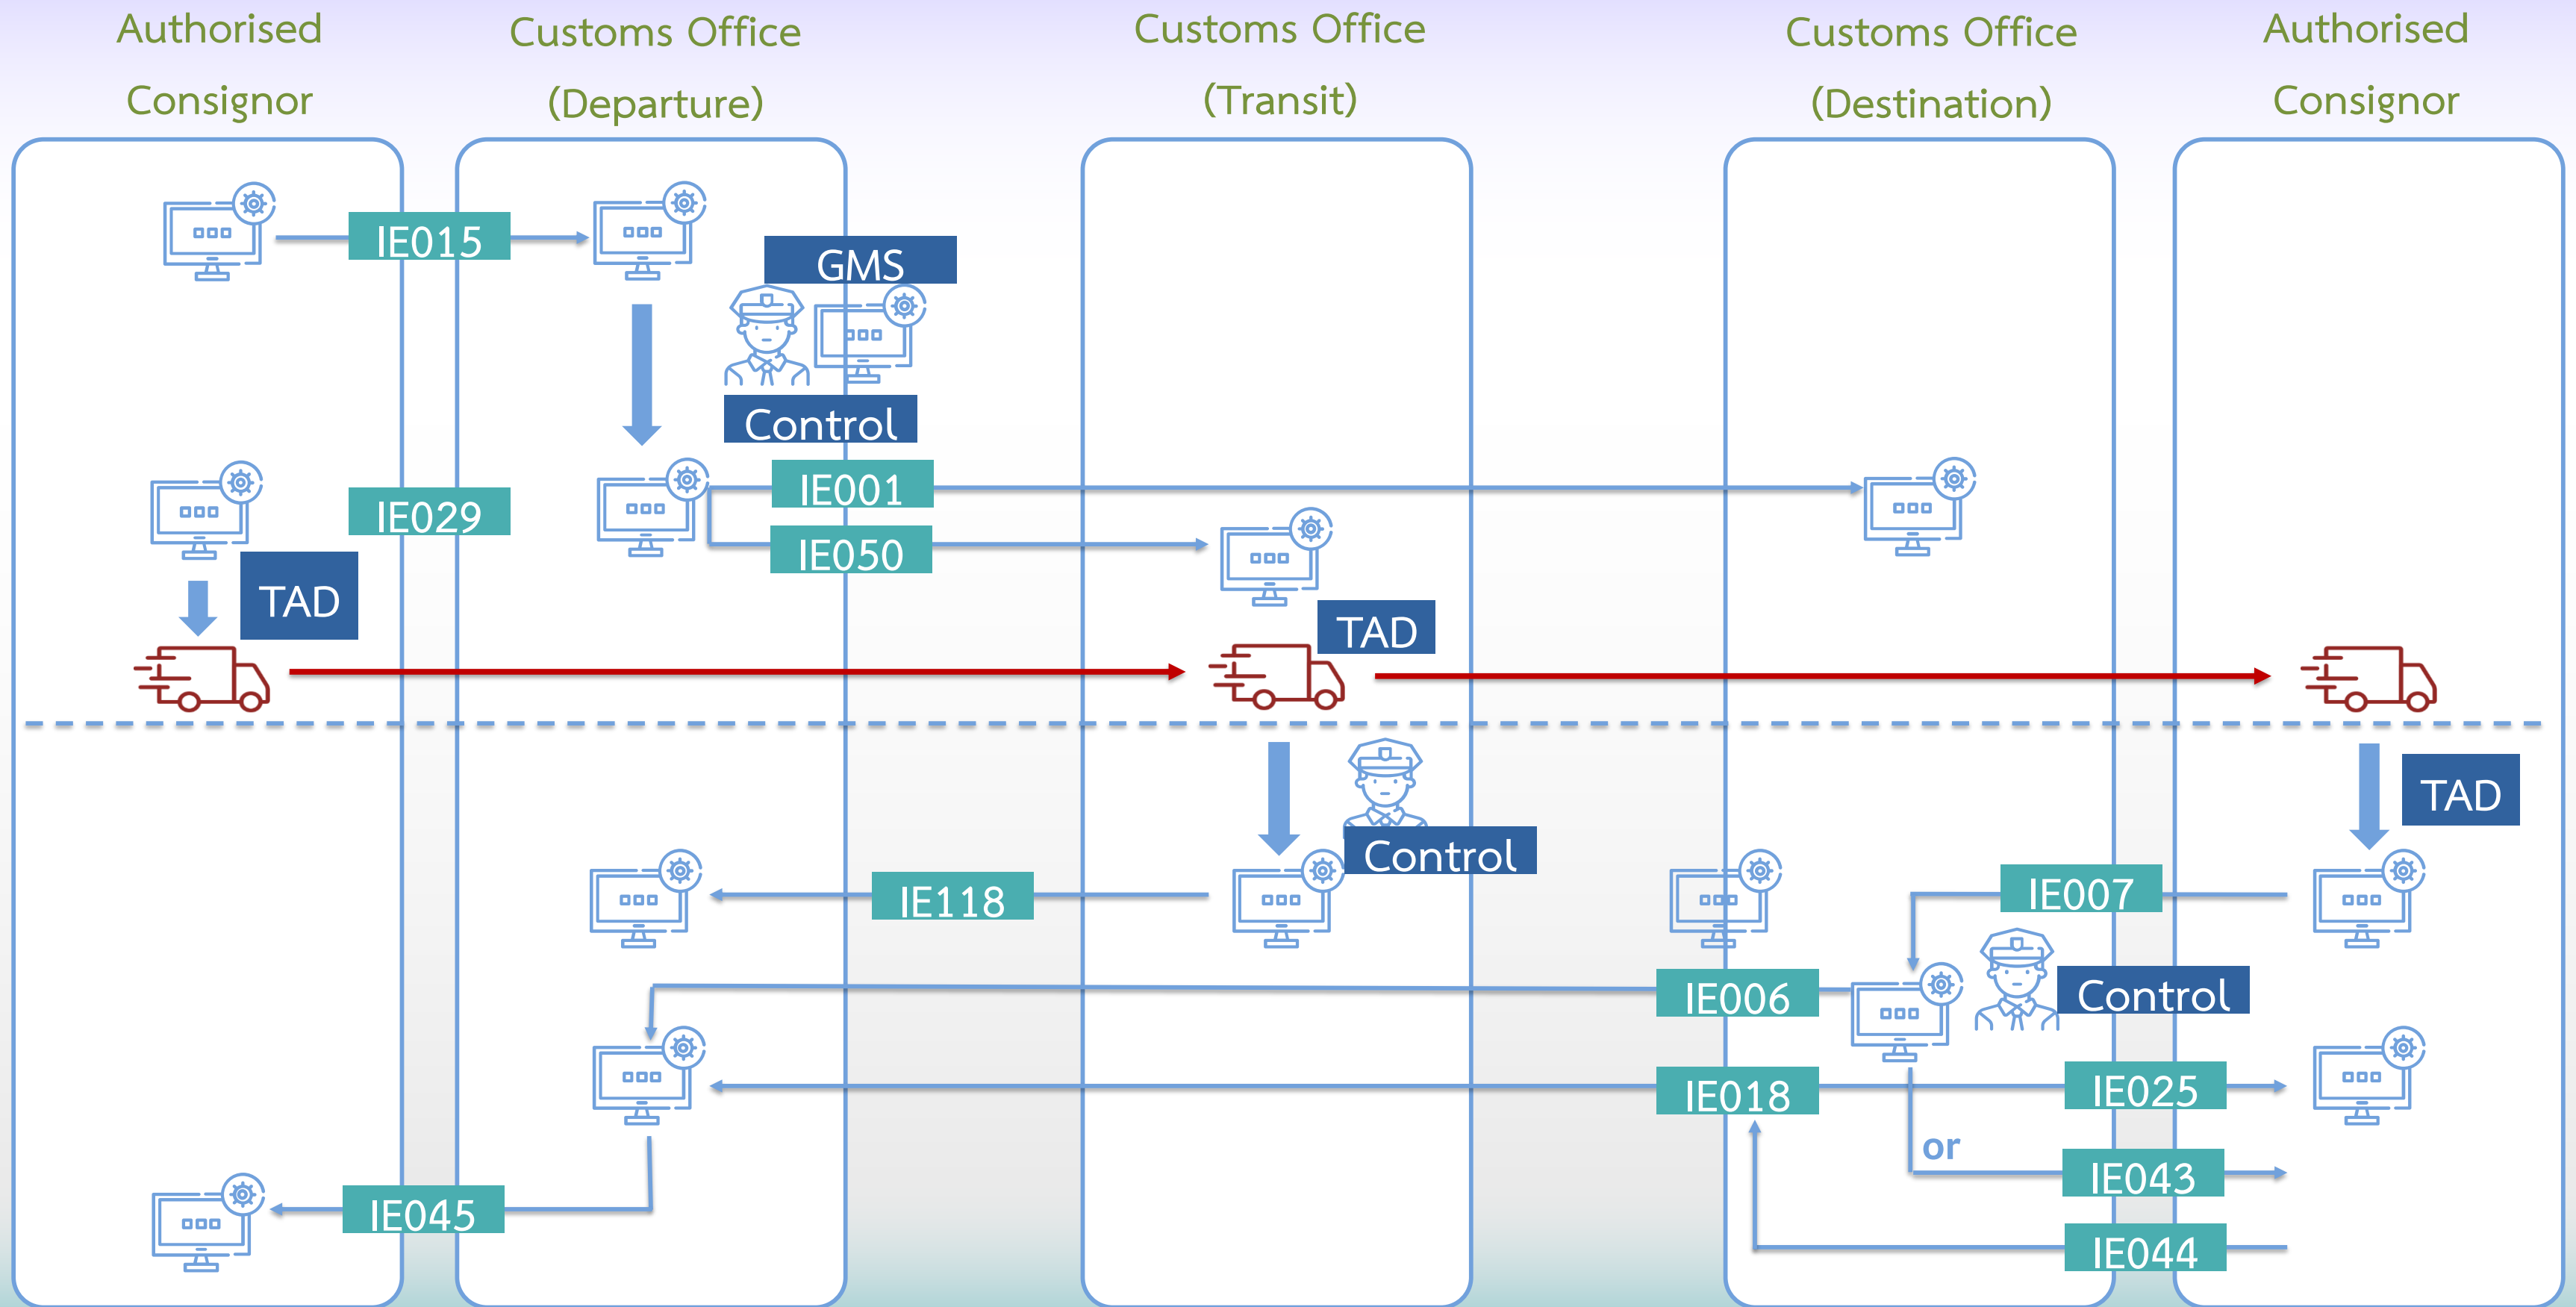 Authorised
Consignor
Customs Office
(Departure)
Customs Office
(Transit)
Customs Office
(Destination)
Authorised
Consignor
IE015
GMS
Control
IE001
IE029
IE050
TAD
TAD
TAD
Control
IE118
IE007
IE006
Control
IE018
IE025
or
IE043
IE045
IE044